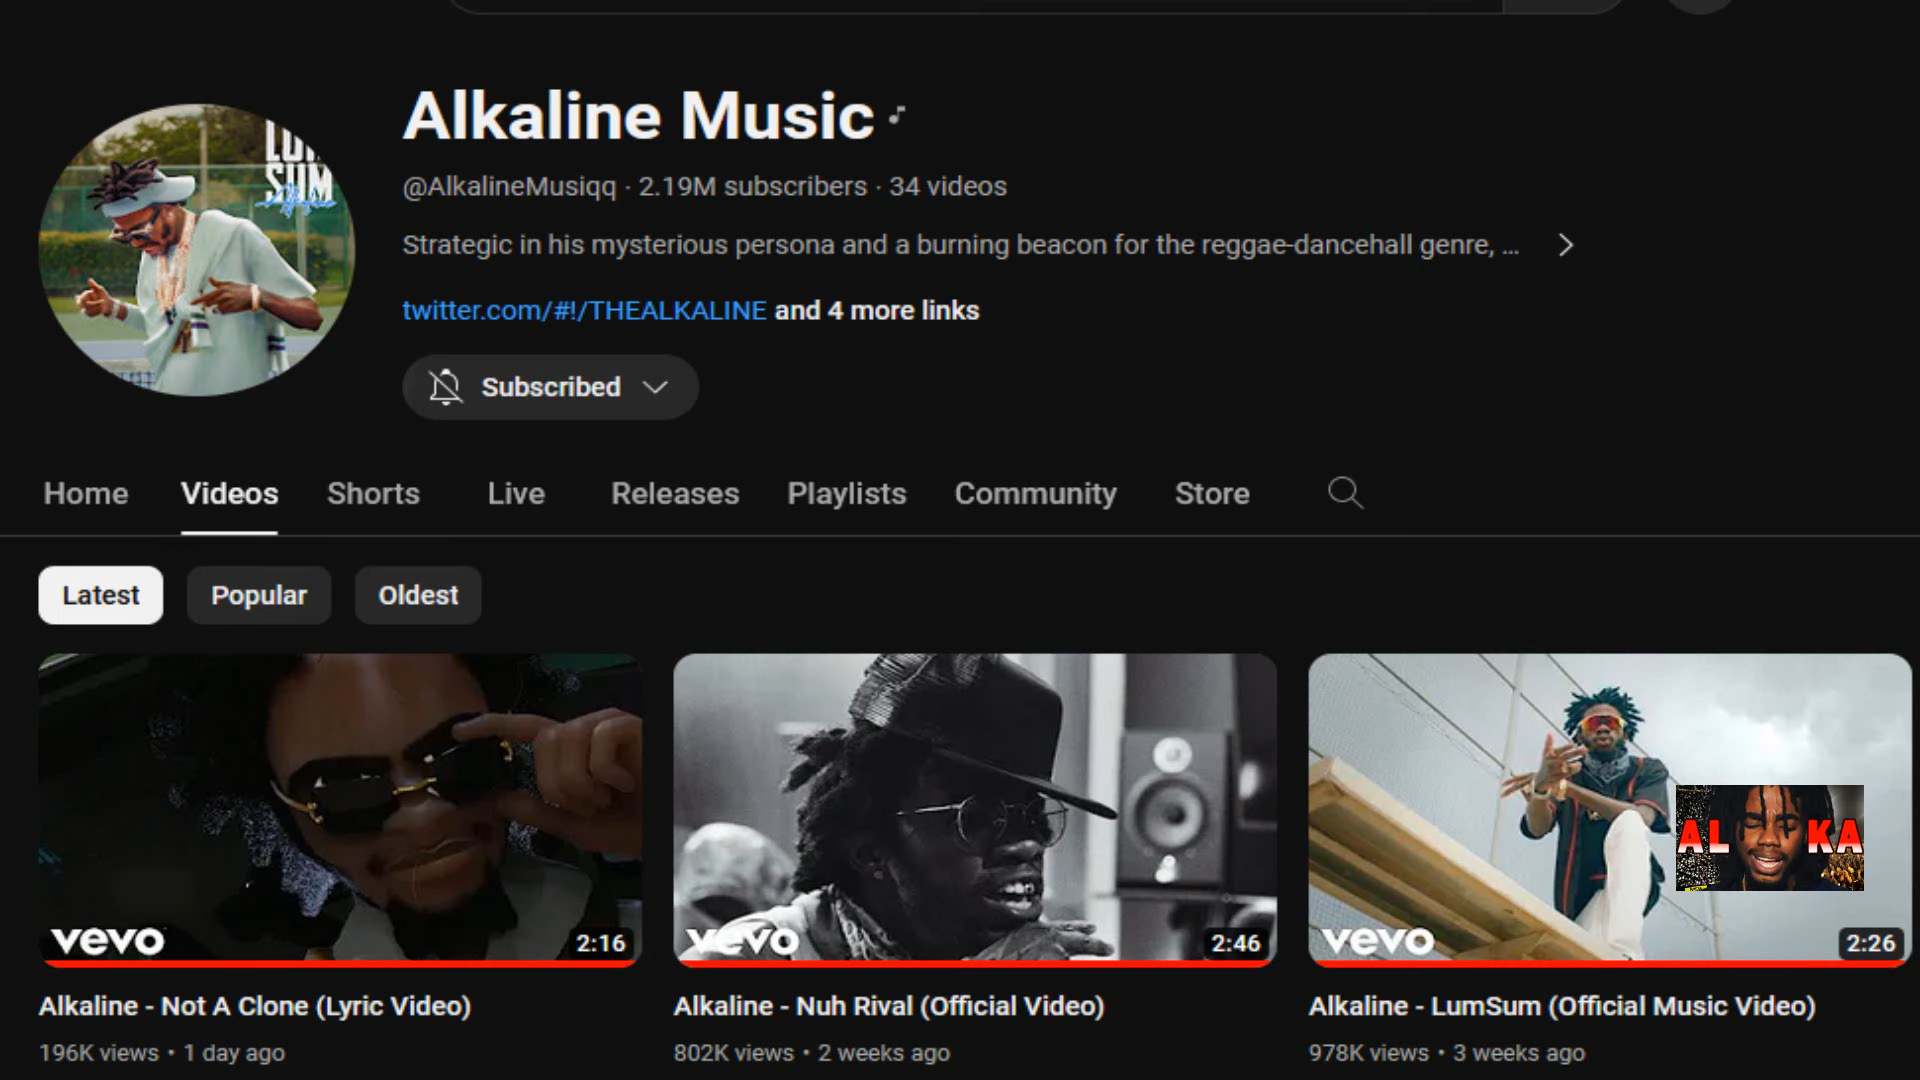 Alkaline Music
@AlkalineMusiqq · 2.19M subscribers · 34 videos
Strategic in his mysterious persona and a burning beacon for the reggae-dancehall genre, ...
twitter.com/#!/THEALKALINE and 4 more links
Subscribed
Home Videos Shorts Live Releases Playlists Community Store
Latest Popular Oldest
LUM
SUM
vevo 2:16
vevo 2:46
AL KA
vevo 2:26
Alkaline - Not A Clone (Lyric Video)
196K views • 1 day ago
Alkaline - Nuh Rival (Official Video)
802K views • 2 weeks ago
Alkaline - LumSum (Official Music Video)
978K views • 3 weeks ago